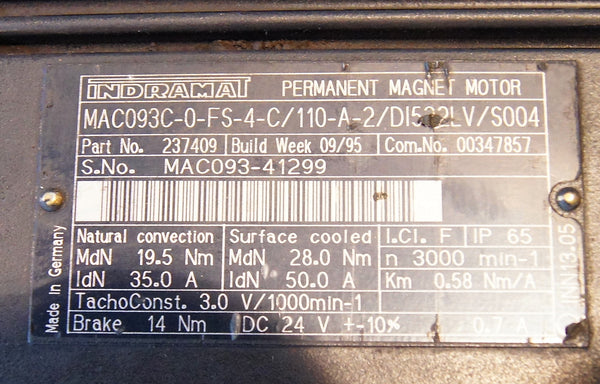 INDRAMAT PERMANENT MAGNET MOTOR
MAC093C-0-FS-4-C/110-A-2/DI522LV/S004
Part No. 237409 Build Week 09/95 Com.No. 00347857
S.No. MAC093-41299
Natural convection Surface cooled I.Cl. F IP 65
MdN 19.5 Nm MdN 28.0 Nm n 3000 min-1
IdN 35.0 A IdN 50.0 A Km 0.58 Nm/A
TachoConst. 3.0 V/1000min-1
Brake 14 Nm DC 24 V +-10% 0.7 A
Made in Germany
INN13.05